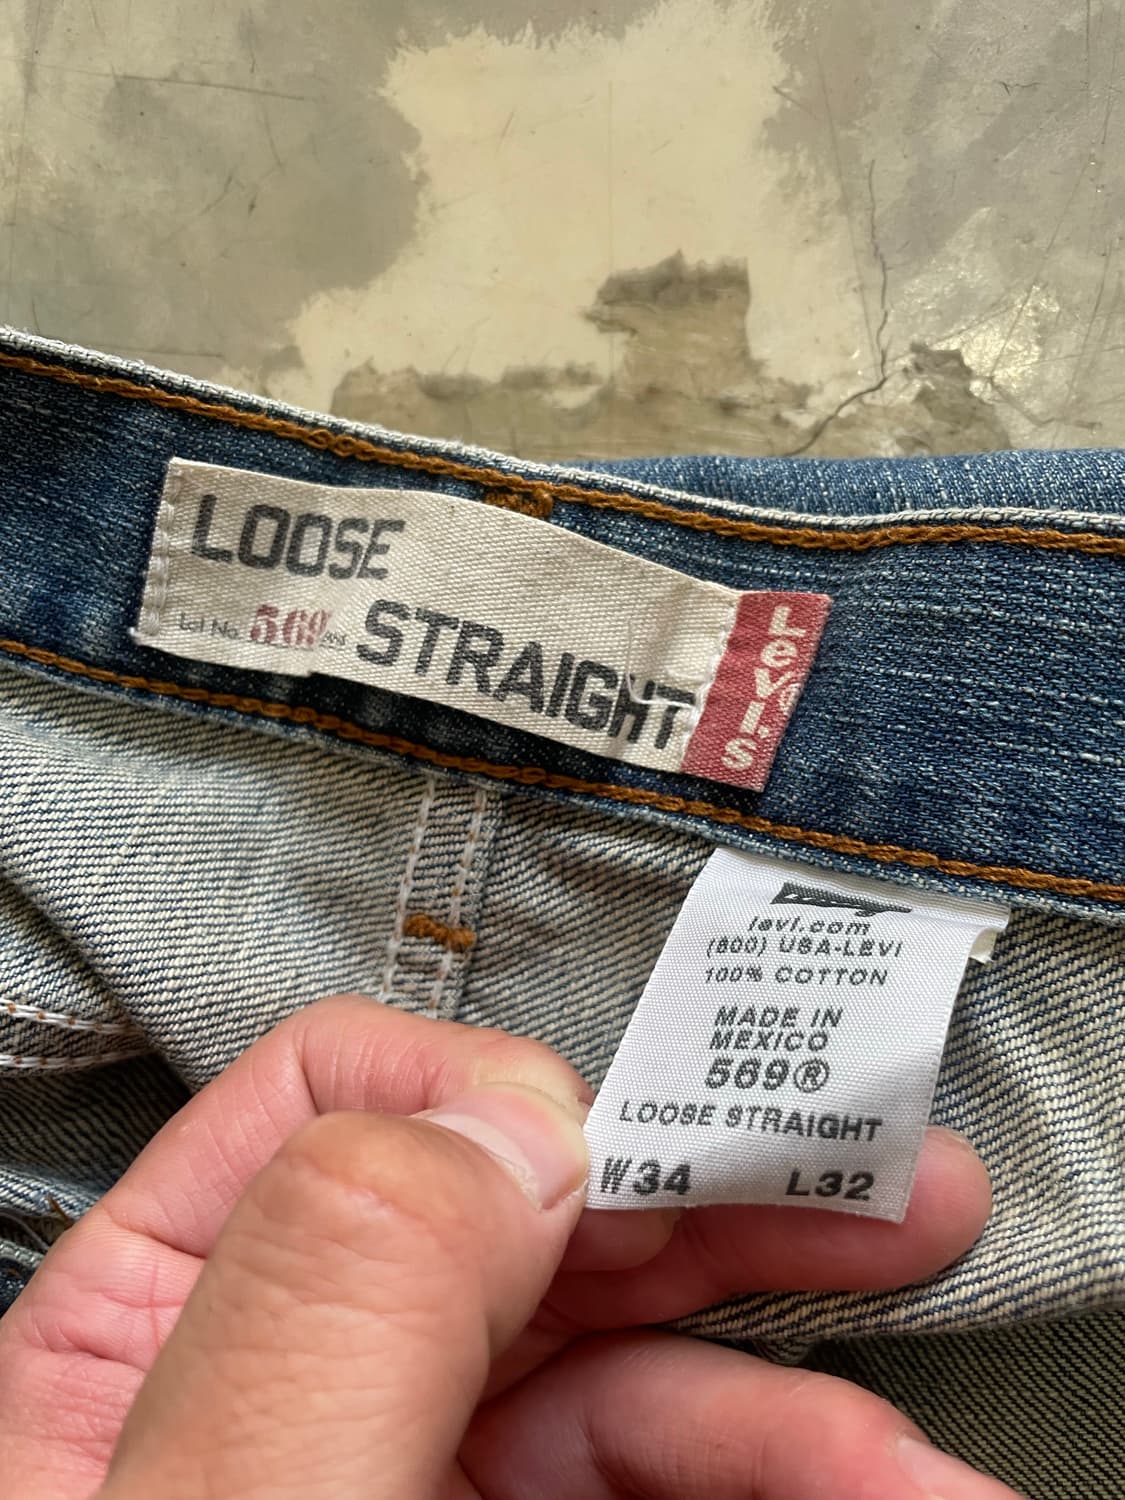 LOOSE
Lot No. 569
STRAIGHT
Levi's
levi.com
(800) USA-LEVI
100% COTTON
MADE IN
MEXICO
569®
LOOSE STRAIGHT
W34 L32